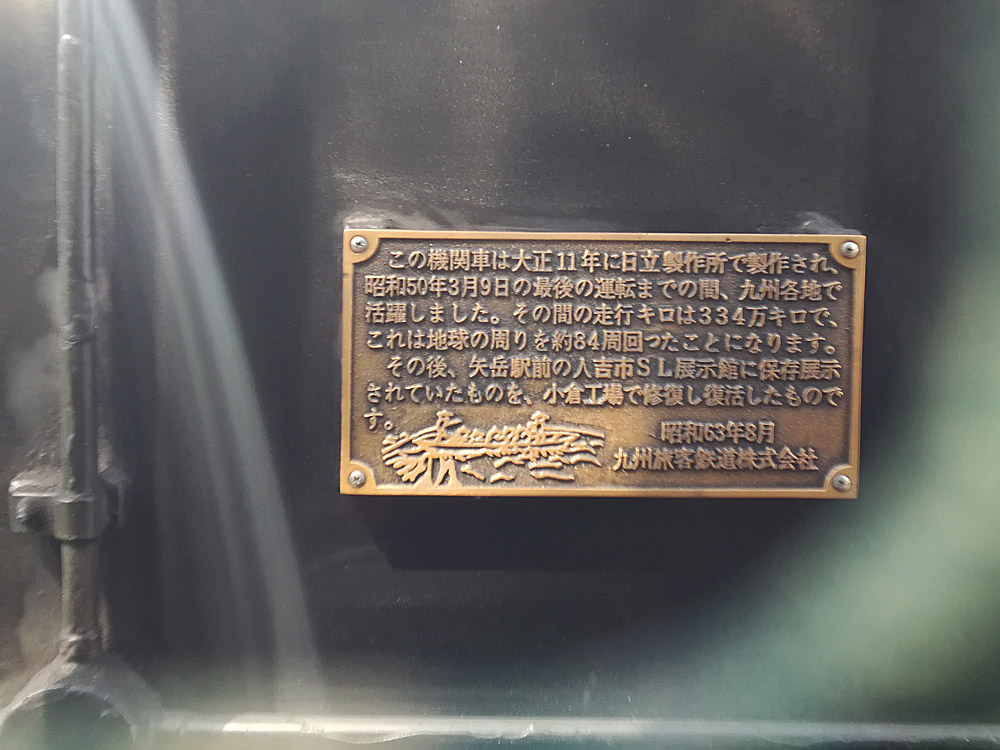 この機関車は大正11年に日立製作所で製作され、
昭和50年3月9日の最後の運転までの間、九州各地で
活躍しました。その間の走行キロは334万キロで、
これは地球の周りを約84周回ったことになります。
その後、矢岳駅前の人吉市SL展示館に保存展示
されていたものを、小倉工場で修復し復活したもので
す。
昭和63年8月
九州旅客鉄道株式会社